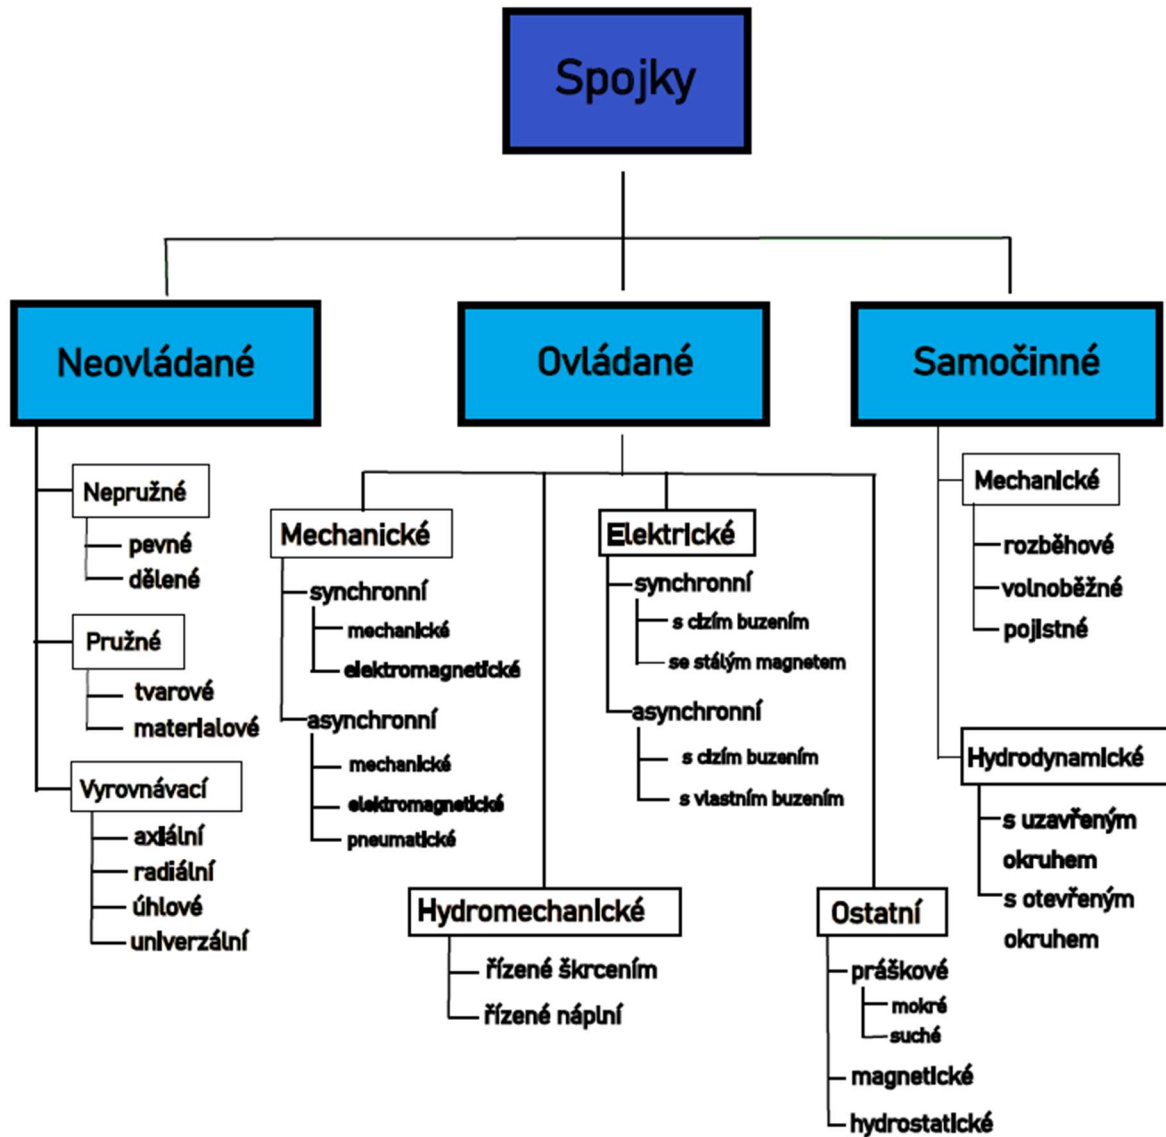 Spojky
Neovládané
Nepružné
pevné
dělené
Pružné
tvarové
materialové
Vyrovnávací
axiální
radiální
úhlové
univerzální
Ovládané
Mechanické
synchronní
mechanické
elektromagnetické
asynchronní
mechanické
elektromagnetické
pneumatické
Hydromechanické
řízené škrcením
řízené náplní
Elektrické
synchronní
s cizím buzením
se stálým magnetem
asynchronní
s cizím buzením
s vlastním buzením
Ostatní
práškové
mokré
suché
magnetické
hydrostatické
Samočinné
Mechanické
rozběhové
volnoběžné
pojistné
Hydrodynamické
s uzavřeným
okruhem
s otevřeným
okruhem